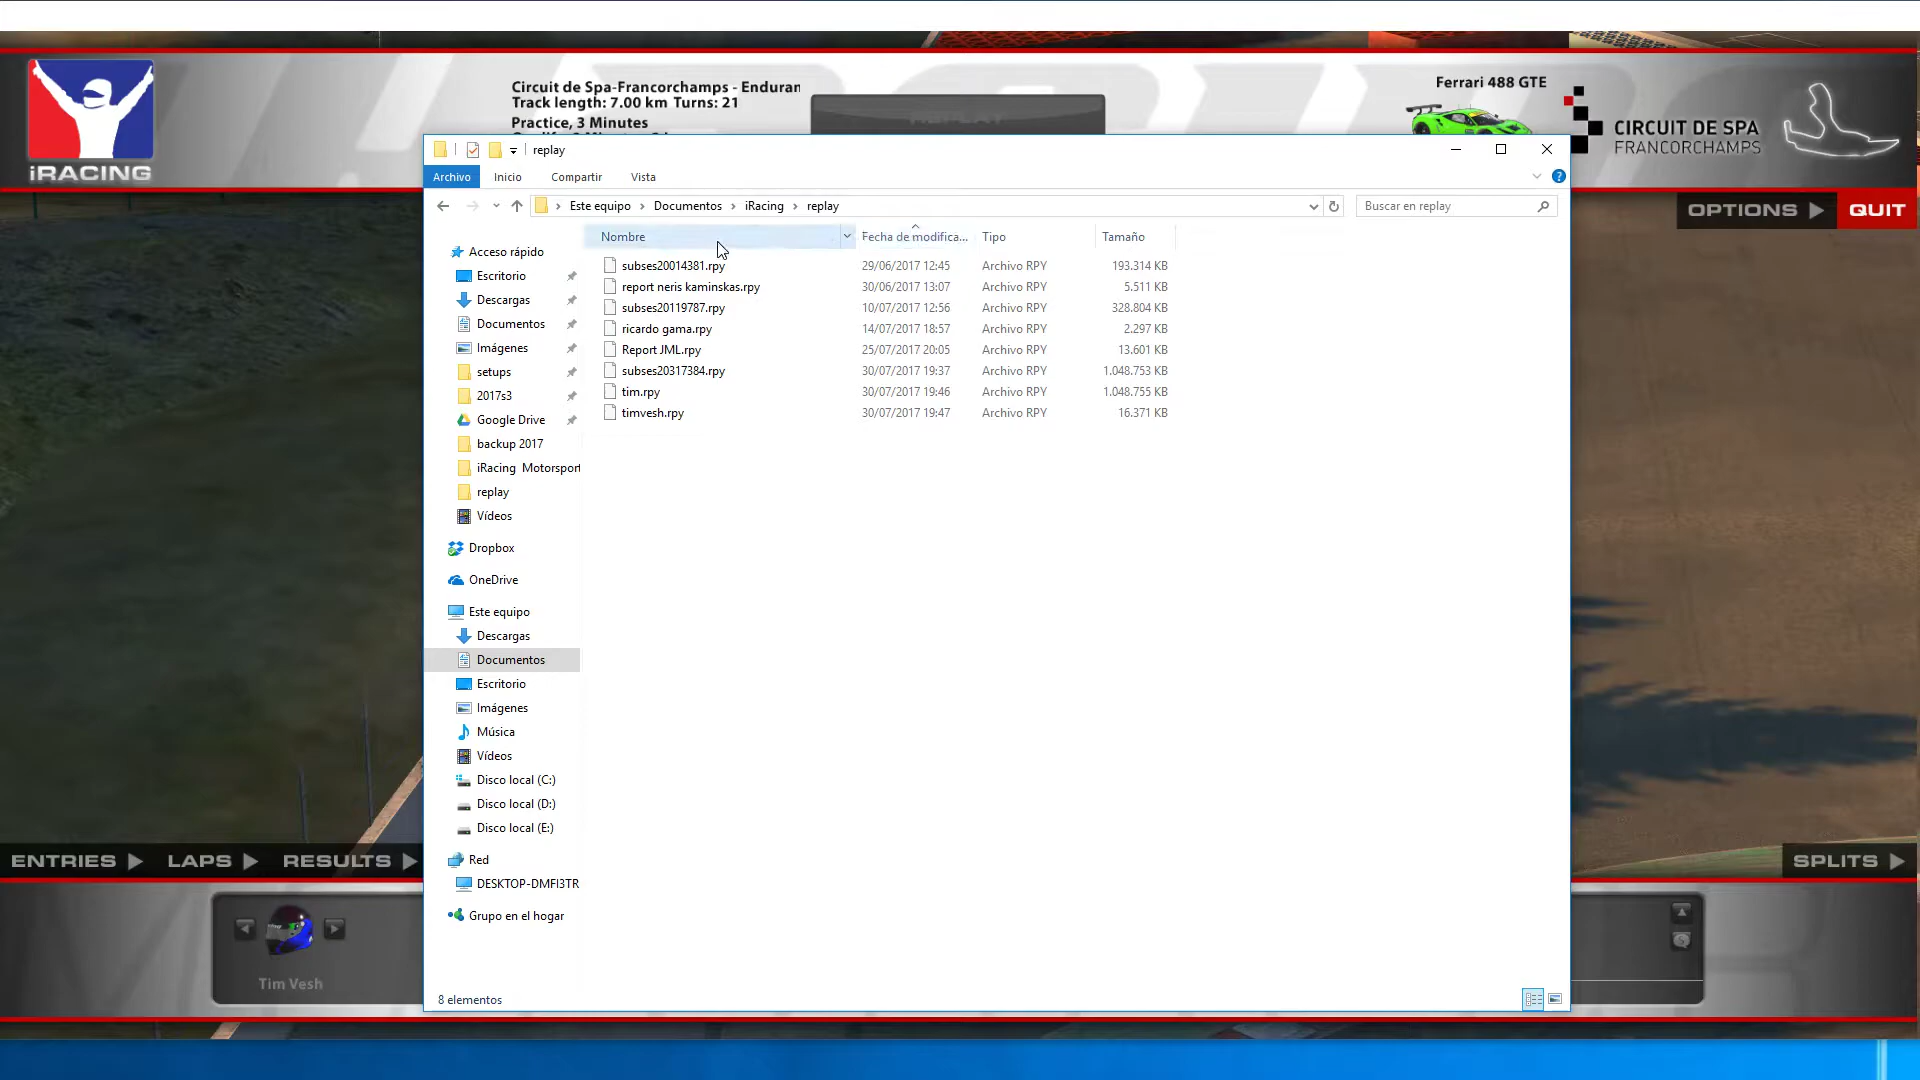 iRACING
Circuit de Spa-Francorchamps - Enduran
Track length: 7.00 km Turns: 21
Practice, 3 Minutes
Ferrari 488 GTE
CIRCUIT DE SPA
FRANCORCHAMPS
OPTIONS
QUIT
replay
Archivo
Inicio
Compartir
Vista
Este equipo
Documentos
iRacing
replay
Buscar en replay
Nombre
Fecha de modifica...
Tipo
Tamaño
subses20014381.rpy 29/06/2017 12:45 Archivo RPY 193.314 KB
report neris kaminskas.rpy 30/06/2017 13:07 Archivo RPY 5.511 KB
subses20119787.rpy 10/07/2017 12:56 Archivo RPY 328.804 KB
ricardo gama.rpy 14/07/2017 18:57 Archivo RPY 2.297 KB
Report JML.rpy 25/07/2017 20:05 Archivo RPY 13.601 KB
subses20317384.rpy 30/07/2017 19:37 Archivo RPY 1.048.753 KB
tim.rpy 30/07/2017 19:46 Archivo RPY 1.048.755 KB
timvesh.rpy 30/07/2017 19:47 Archivo RPY 16.371 KB
Acceso rápido
Escritorio
Descargas
Documentos
Imágenes
setups
2017s3
Google Drive
backup 2017
iRacing Motorsport
replay
Vídeos
Dropbox
OneDrive
Este equipo
Descargas
Documentos
Escritorio
Imágenes
Música
Vídeos
Disco local (C:)
Disco local (D:)
Disco local (E:)
Red
DESKTOP-DMFI3TR
Grupo en el hogar
8 elementos
ENTRIES
LAPS
RESULTS
SPLITS
Tim Vesh